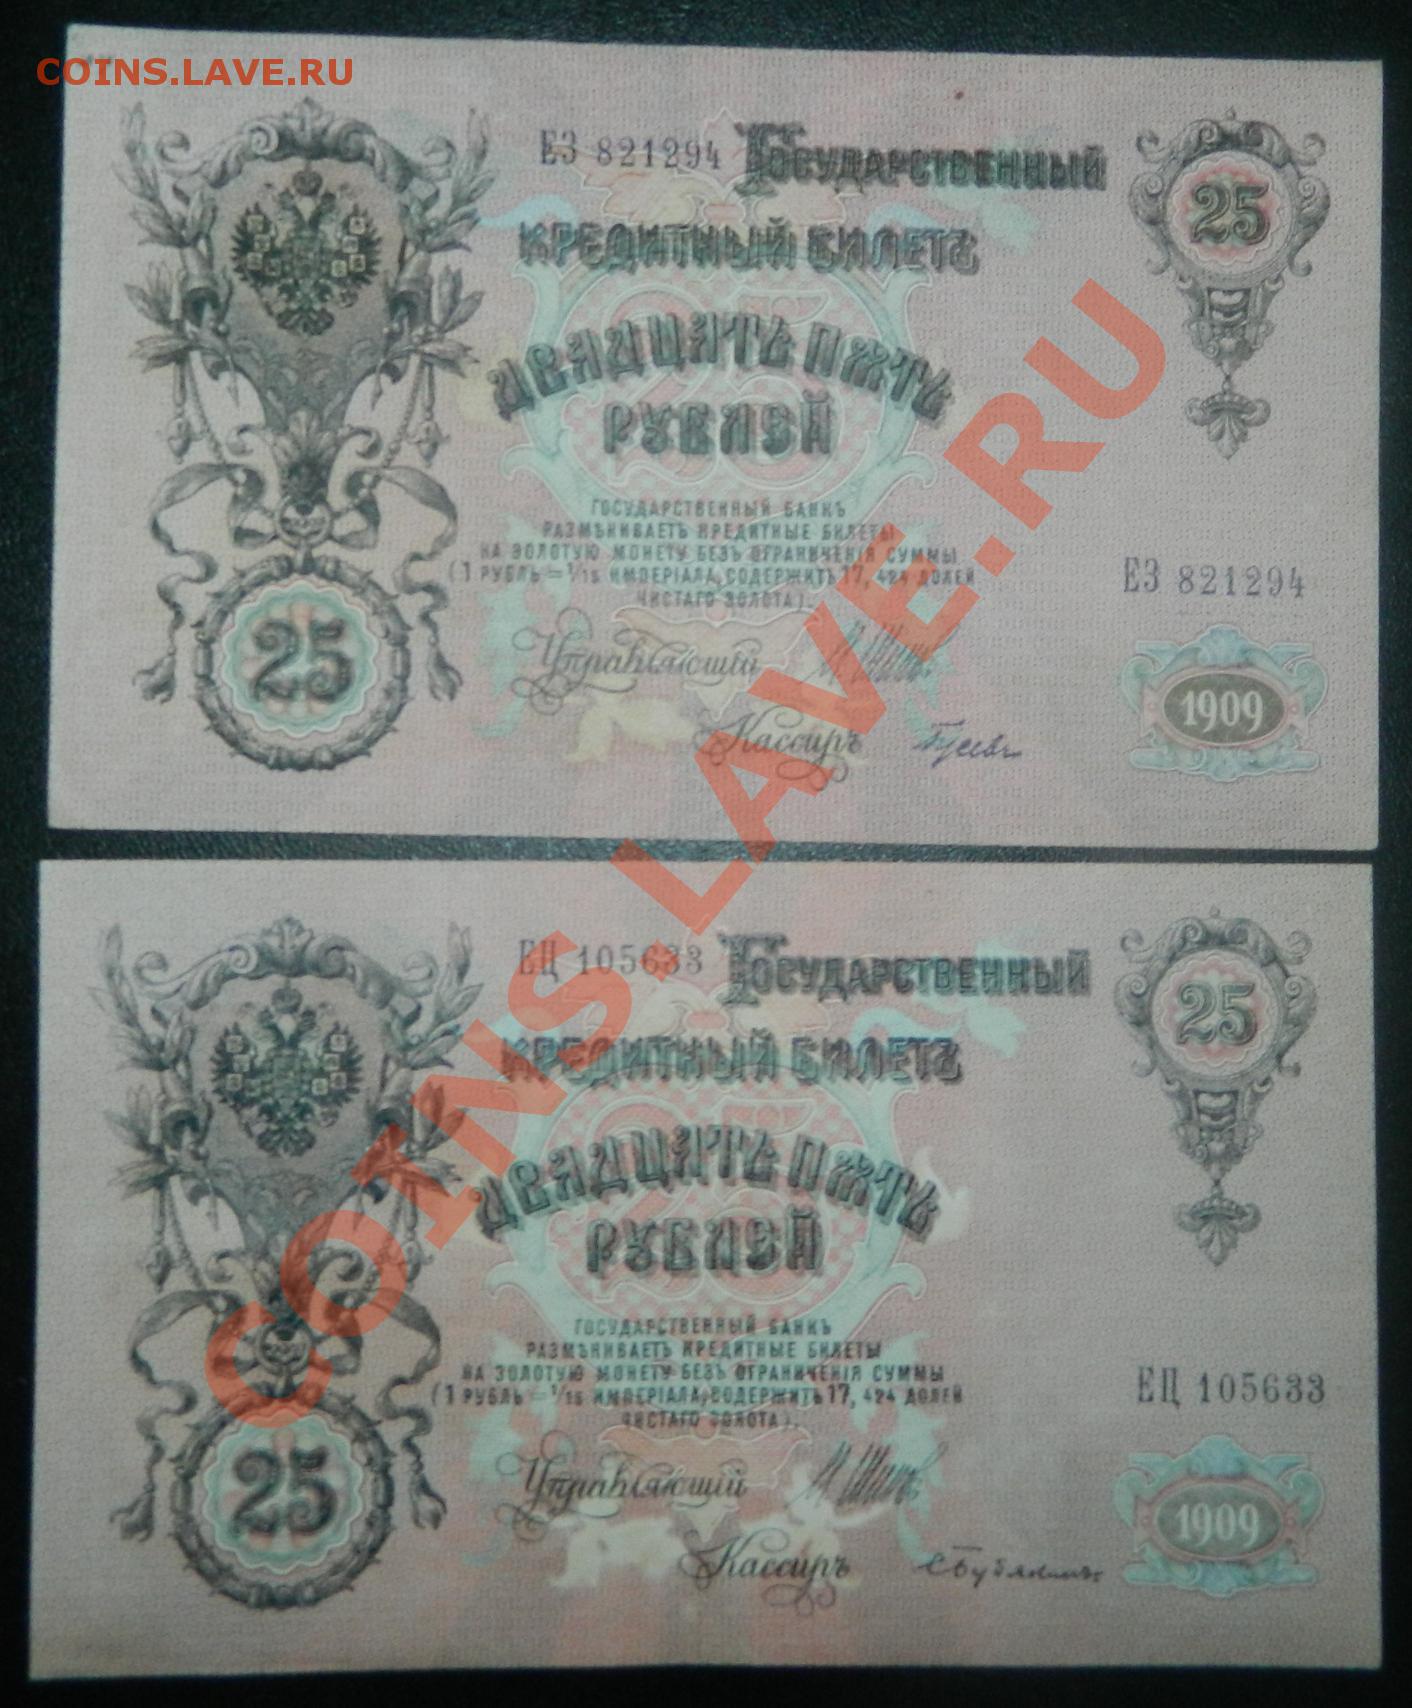 COINS.LAVE.RU
ЕЗ 821294 ГОСУДАРСТВЕННЫЙ
25
КРЕДИТНЫЙ БИЛЕТЪ
ДВАДЦАТЬ ПЯТЬ
РУБЛЕЙ
ГОСУДАРСТВЕННЫЙ БАНКЪ
РАЗМѢНИВАЕТЪ КРЕДИТНЫЕ БИЛЕТЫ
НА ЗОЛОТУЮ МОНЕТУ БЕЗЪ ОГРАНИЧЕНІЯ СУММЫ
(1 РУБЛЬ = 1/15 ИМПЕРІАЛА, СОДЕРЖИТЪ 17,424 ДОЛЕЙ
ЧИСТАГО ЗОЛОТА).
ЕЗ 821294
25
Управляющій И Шипов
1909
Кассиръ Гусевъ
COINS.LAVE.RU
ЕЦ 105633 ГОСУДАРСТВЕННЫЙ
25
КРЕДИТНЫЙ БИЛЕТЪ
ДВАДЦАТЬ ПЯТЬ
РУБЛЕЙ
ГОСУДАРСТВЕННЫЙ БАНКЪ
РАЗМѢНИВАЕТЪ КРЕДИТНЫЕ БИЛЕТЫ
НА ЗОЛОТУЮ МОНЕТУ БЕЗЪ ОГРАНИЧЕНІЯ СУММЫ
(1 РУБЛЬ = 1/15 ИМПЕРІАЛА, СОДЕРЖИТЪ 17,424 ДОЛЕЙ
ЧИСТАГО ЗОЛОТА).
ЕЦ 105633
25
Управляющій И Шипов
1909
Кассиръ